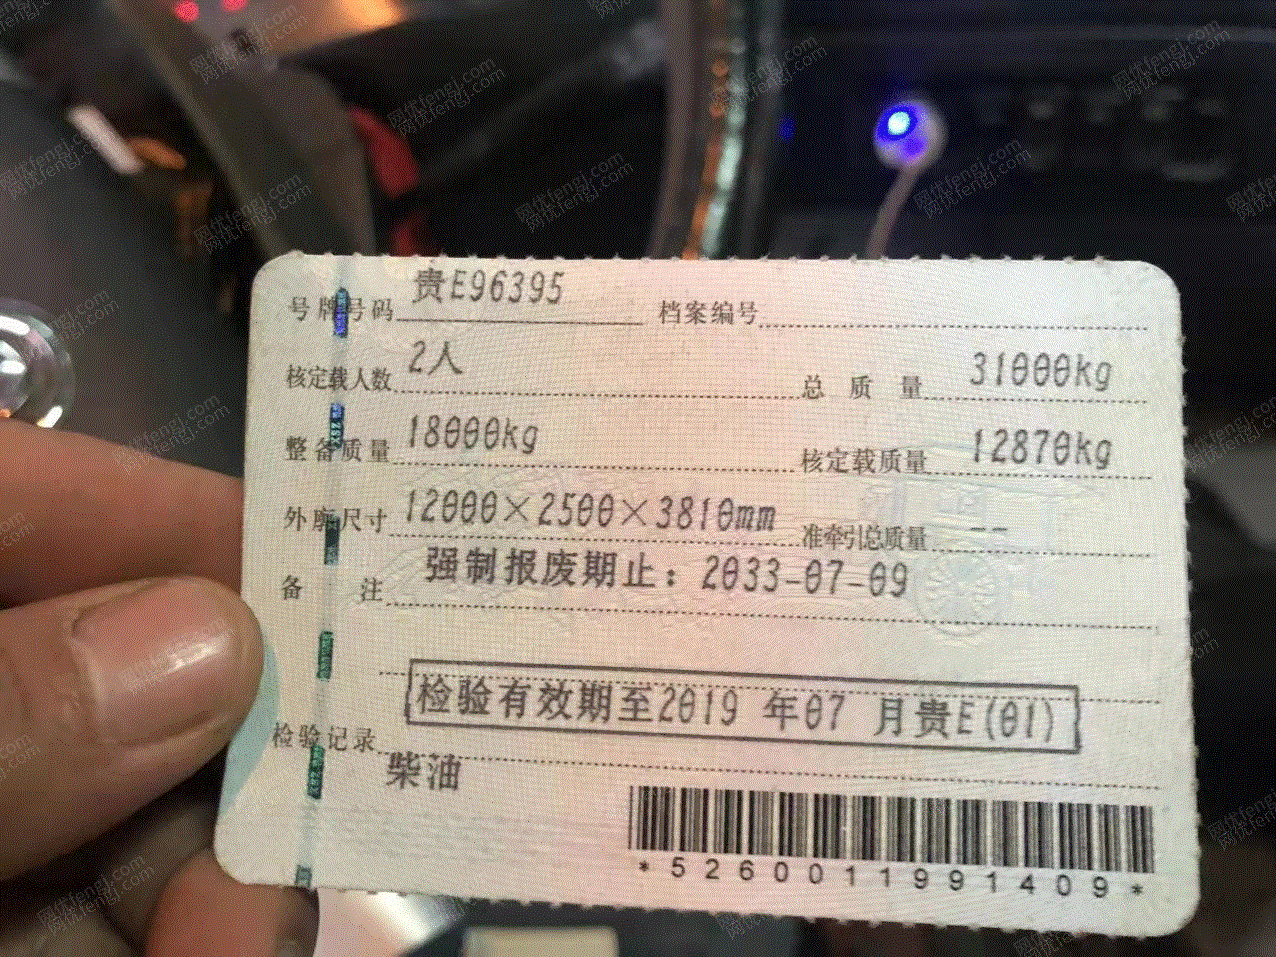 号牌号码 贵E96395 档案编号
核定载人数 2人 总质量 31000kg
整备质量 18000kg 核定载质量 12870kg
外廓尺寸 12000×2500×3810mm 准牵引总质量 --
备注 强制报废期止：2033-07-09
检验有效期至2019 年07 月贵E(01)
检验记录
柴油
*5260011991409*
网优fengj.com